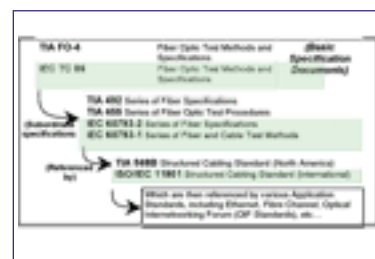 TIA FO-4 Fiber Optic Test Methods and (Basic
Specifications Specification
IEC TC 86 Fiber Optic Test Methods and Documents)
Specifications
TIA 492 Series of Fiber Specifications
TIA 455 Series of Fiber Optic Test Procedures
specifications) IEC 60793-2 Series of Fiber Specifications
IEC 60793-1 Series of Fiber and Cable Test Methods
(Referenced TIA 568B Structured Cabling Standard (North America)
by) ISO/IEC 11801 Structured Cabling Standard (International)
Which are then referenced by various Application
Standards, including Ethernet, Fibre Channel, Optical
Internetworking Forum (OIF Standards), etc...